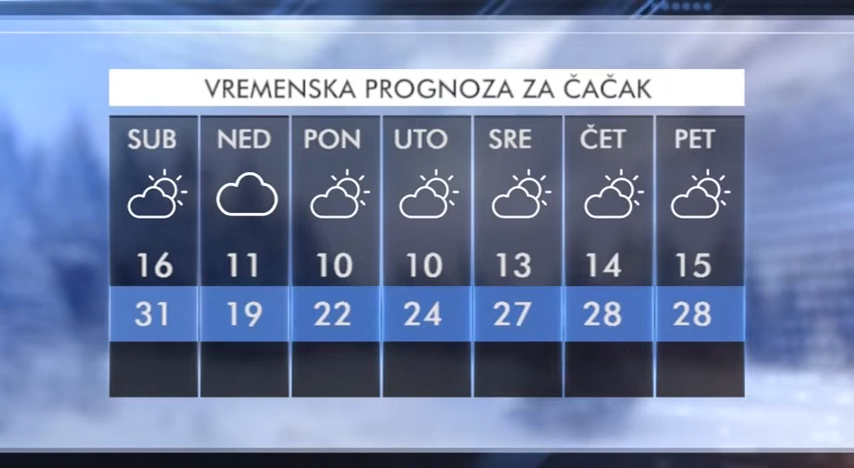 VREMENSKA PROGNOZA ZA ČAČAK
SUB NED PON UTO SRE ČET PET
16 11 10 10 13 14 15
31 19 22 24 27 28 28